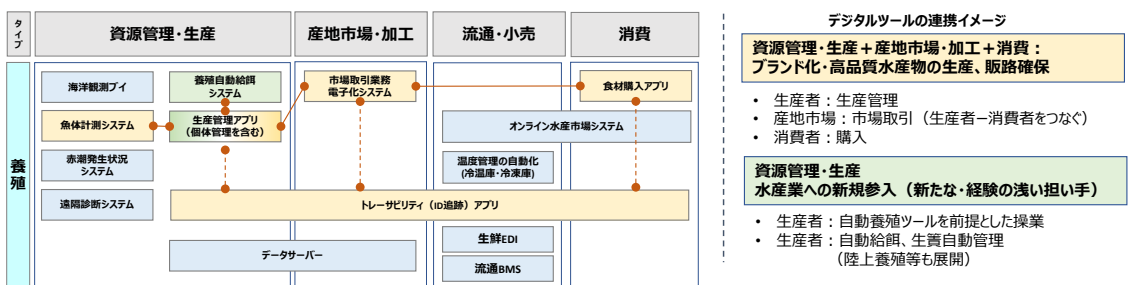 タイプ
資源管理・生産
産地市場・加工
流通・小売
消費
養殖
海洋観測ブイ
養殖自動給餌
システム
市場取引業務
電子化システム
食材購入アプリ
魚体計測システム
生産管理アプリ
（個体管理を含む）
オンライン水産市場システム
赤潮発生状況
システム
温度管理の自動化
(冷温庫・冷凍庫)
遠隔診断システム
トレーサビリティ（ID追跡）アプリ
データサーバー
生鮮EDI
流通BMS
デジタルツールの連携イメージ
資源管理・生産＋産地市場・加工＋消費：
ブランド化・高品質水産物の生産、販路確保
• 生産者：生産管理
• 産地市場：市場取引（生産者－消費者をつなぐ）
• 消費者：購入
資源管理・生産
水産業への新規参入（新たな・経験の浅い担い手）
• 生産者：自動養殖ツールを前提とした操業
• 生産者：自動給餌、生簀自動管理
（陸上養殖等も展開）